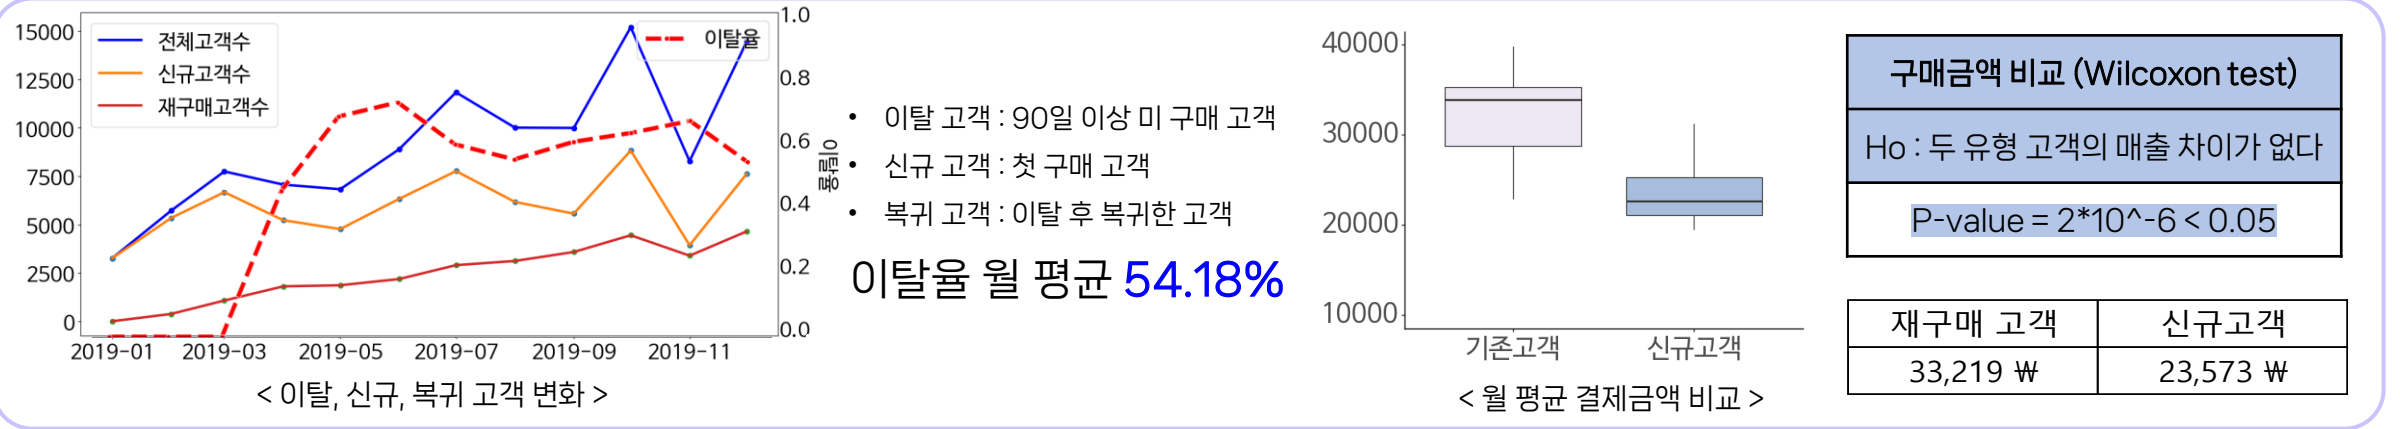 15000
12500
10000
7500
5000
2500
0
전체고객수
신규고객수
재구매고객수
이탈율
1.0
0.8
0.6
0.4
0.2
0.0
이탈율
2019-01 2019-03 2019-05 2019-07 2019-09 2019-11
< 이탈, 신규, 복귀 고객 변화 >
• 이탈 고객 : 90일 이상 미 구매 고객
• 신규 고객 : 첫 구매 고객
• 복귀 고객 : 이탈 후 복귀한 고객
이탈율 월 평균 54.18%
40000
30000
20000
10000
기존고객 신규고객
< 월 평균 결제금액 비교 >
구매금액 비교 (Wilcoxon test)
Ho : 두 유형 고객의 매출 차이가 없다
P-value = 2*10^-6 < 0.05
재구매 고객 신규고객
33,219 ₩ 23,573 ₩